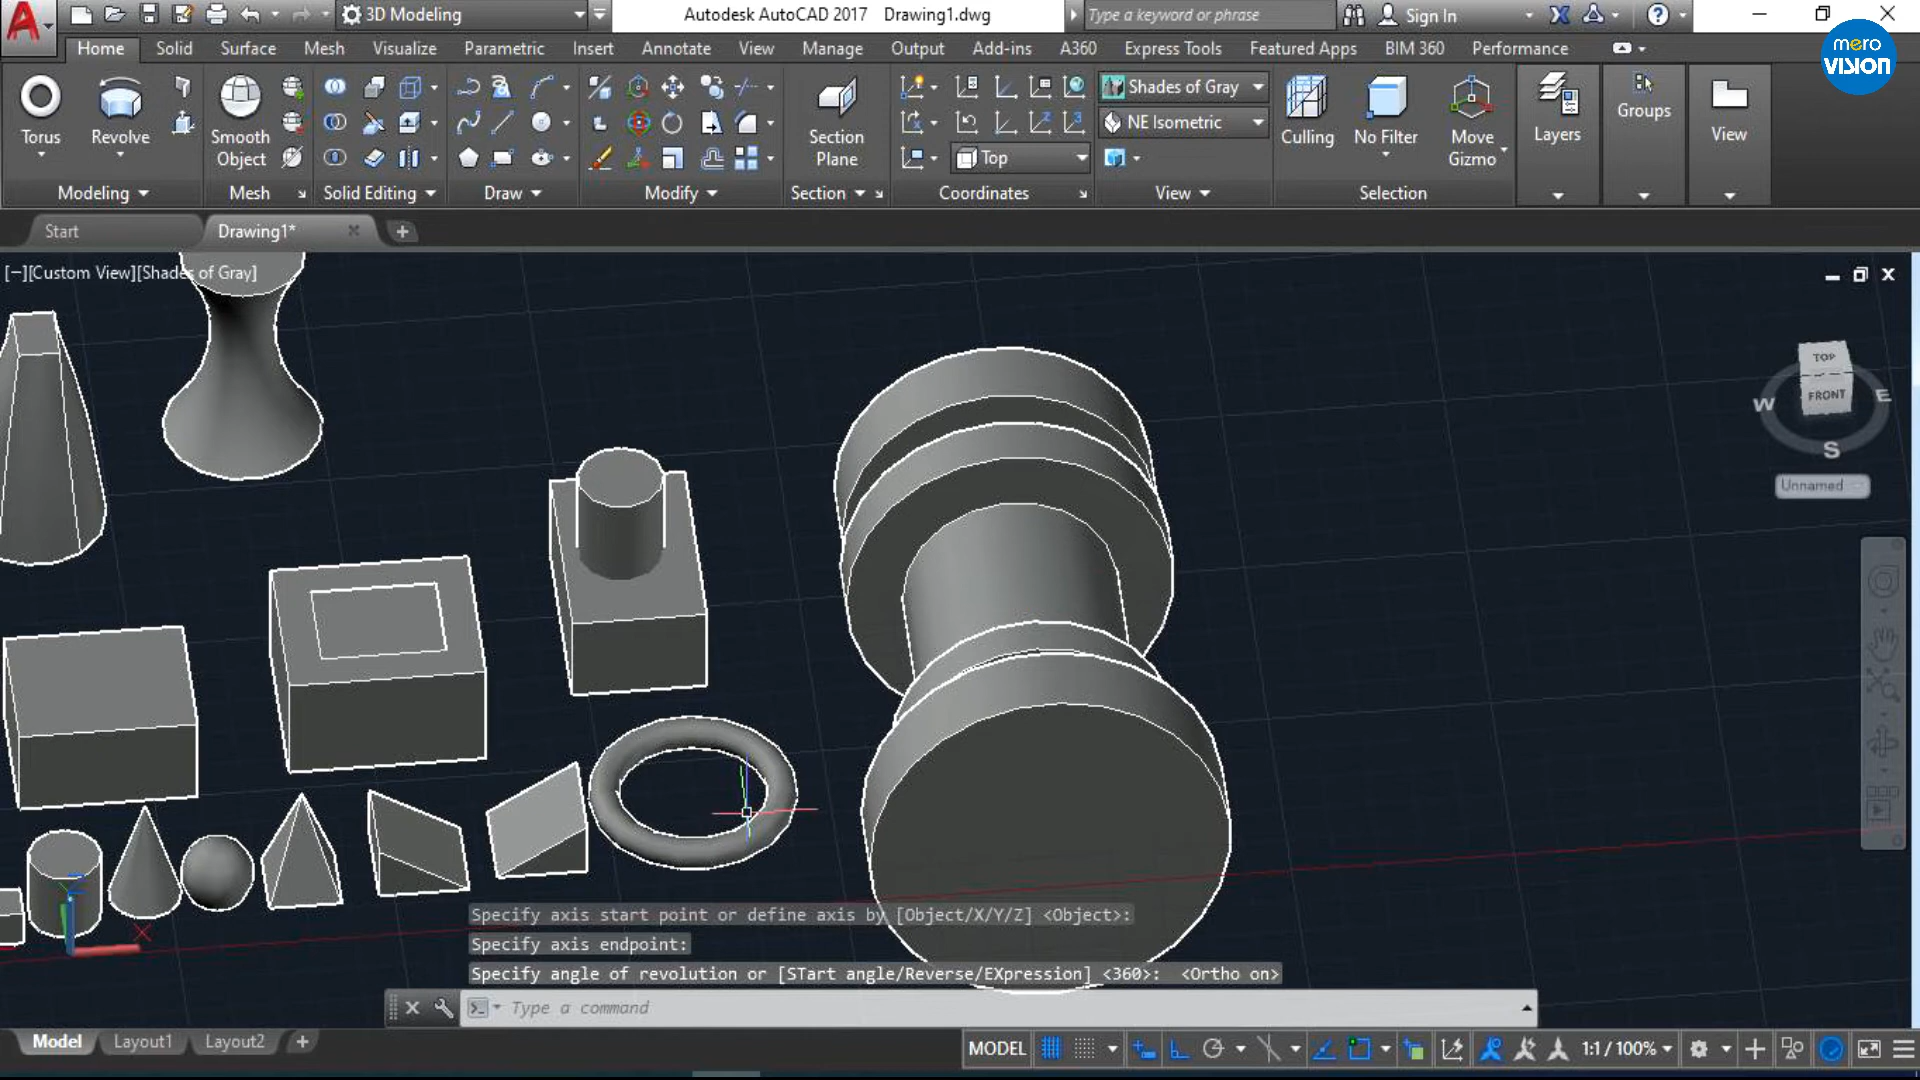 3D Modeling
Autodesk AutoCAD 2017 Drawing1.dwg
Type a keyword or phrase
Sign In
mero
VISION
Home Solid Surface Mesh Visualize Parametric Insert Annotate View Manage Output Add-ins A360 Express Tools Featured Apps BIM 360 Performance
Torus
Revolve
Smooth
Object
Section
Plane
Shades of Gray
NE Isometric
Top
Culling
No Filter
Move
Gizmo
Layers
Groups
View
Modeling Mesh Solid Editing Draw Modify Section Coordinates View Selection
Start Drawing1*
[−][Custom View][Shades of Gray]
TOP
FRONT
W
E
S
Unnamed
Specify axis start point or define axis by [Object/X/Y/Z] <Object>:
Specify axis endpoint:
Specify angle of revolution or [STart angle/Reverse/EXpression] <360>: <Ortho on>
Type a command
Model Layout1 Layout2
MODEL
1:1 / 100%